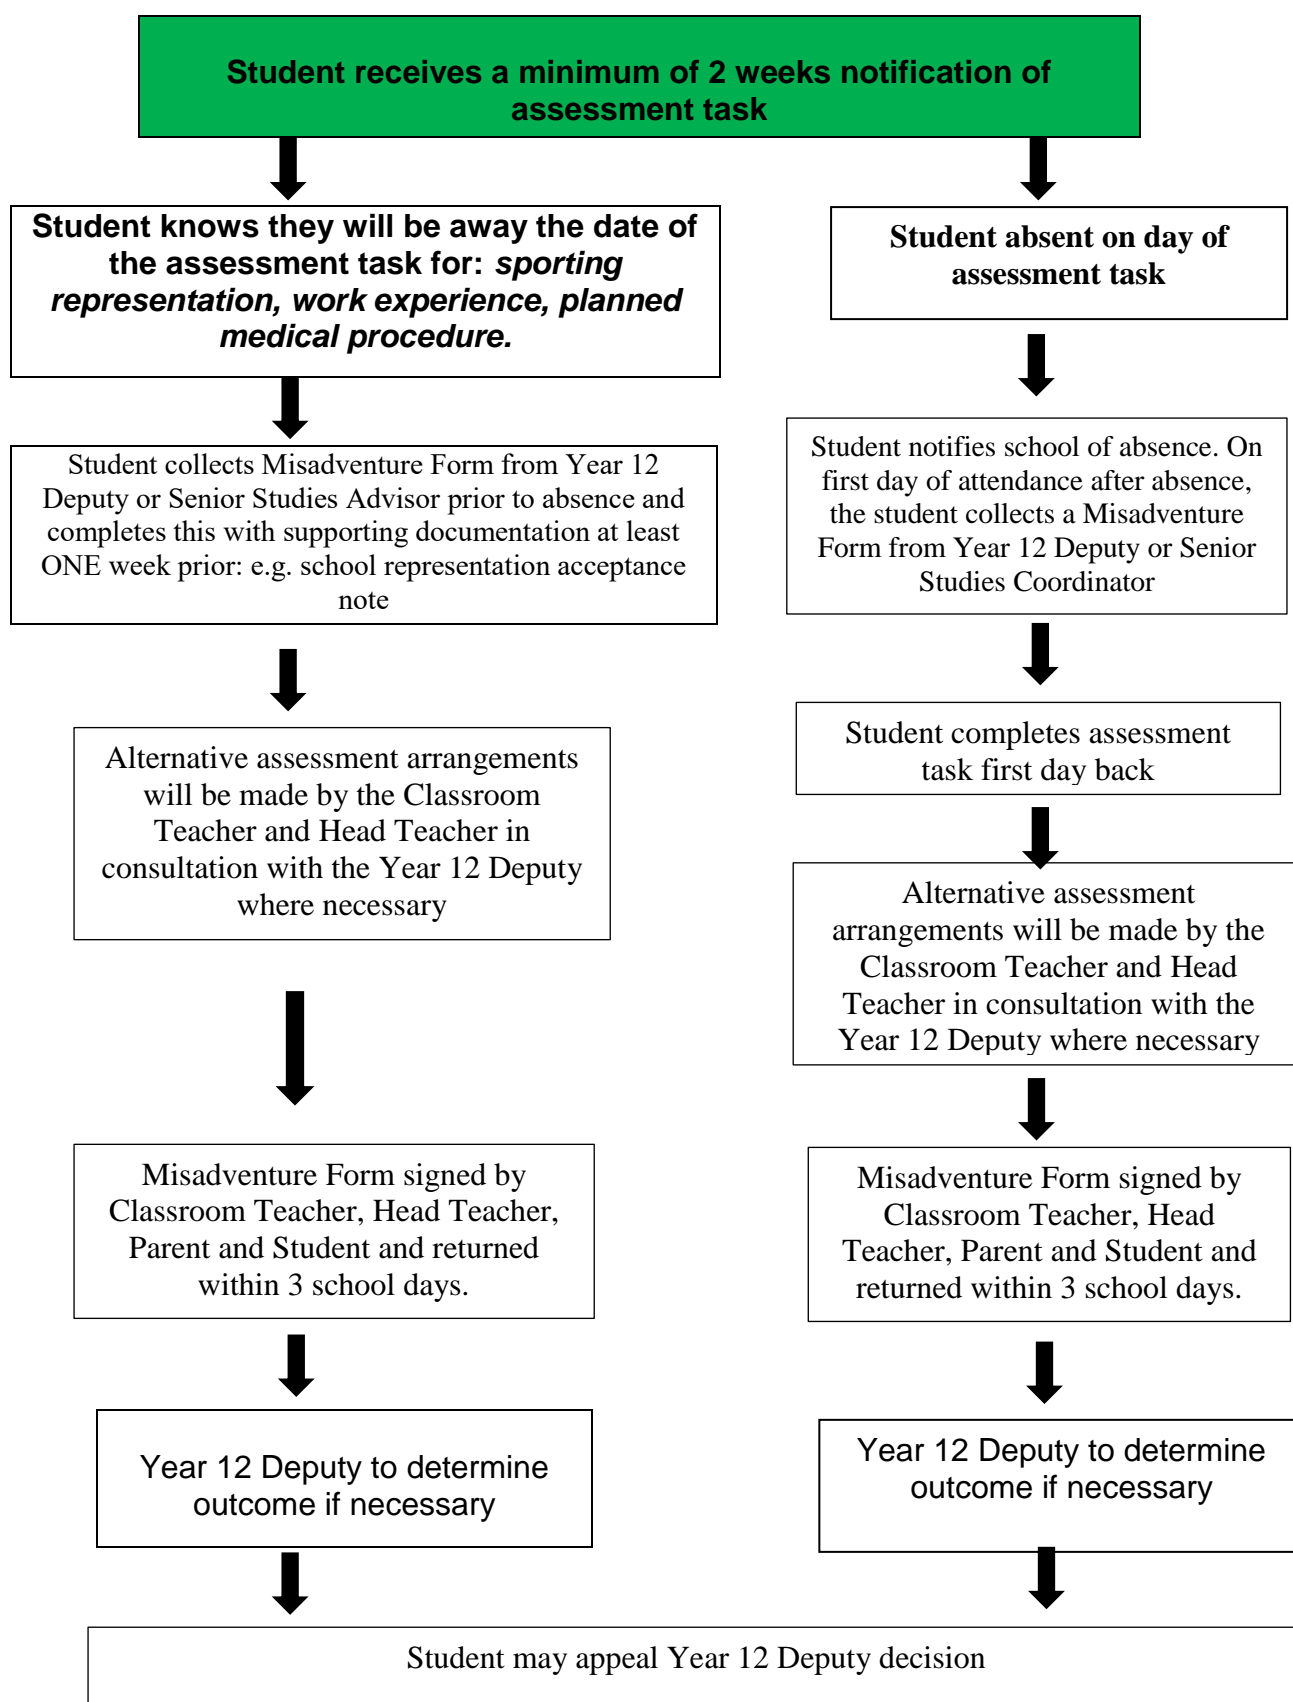 Student receives a minimum of 2 weeks notification of
assessment task
Student knows they will be away the date of
the assessment task for: sporting
representation, work experience, planned
medical procedure.
Student collects Misadventure Form from Year 12
Deputy or Senior Studies Advisor prior to absence and
completes this with supporting documentation at least
ONE week prior: e.g. school representation acceptance
note
Alternative assessment arrangements
will be made by the Classroom
Teacher and Head Teacher in
consultation with the Year 12 Deputy
where necessary
Misadventure Form signed by
Classroom Teacher, Head Teacher,
Parent and Student and returned
within 3 school days.
Year 12 Deputy to determine
outcome if necessary
Student absent on day of
assessment task
Student notifies school of absence. On
first day of attendance after absence,
the student collects a Misadventure
Form from Year 12 Deputy or Senior
Studies Coordinator
Student completes assessment
task first day back
Alternative assessment
arrangements will be made by the
Classroom Teacher and Head
Teacher in consultation with the
Year 12 Deputy where necessary
Misadventure Form signed by
Classroom Teacher, Head
Teacher, Parent and Student and
returned within 3 school days.
Year 12 Deputy to determine
outcome if necessary
Student may appeal Year 12 Deputy decision